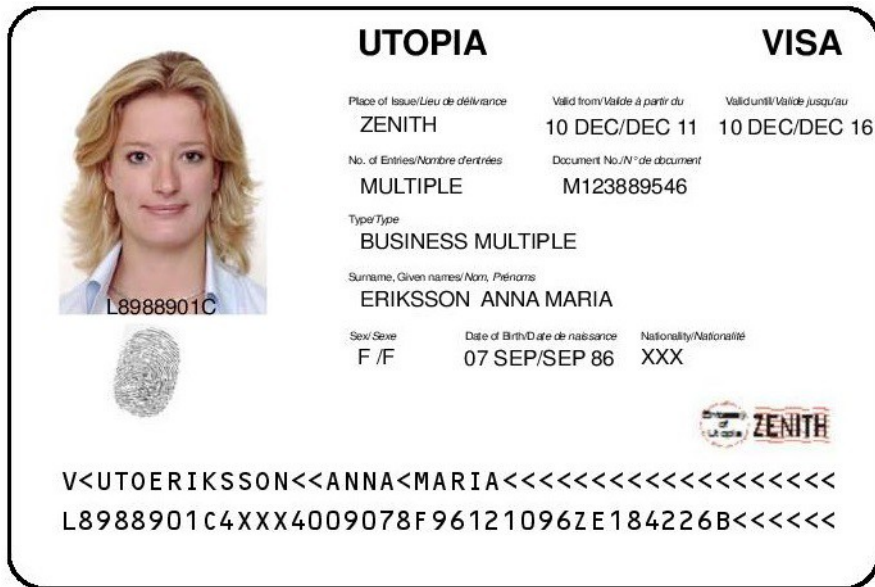 UTOPIA VISA
Place of Issue/Lieu de délivrance Valid from/Valide à partir du Valid until/Valide jusqu'au
ZENITH 10 DEC/DEC 11 10 DEC/DEC 16
No. of Entries/Nombre d'entrées Document No./N° de document
MULTIPLE M123889546
Type/Type
BUSINESS MULTIPLE
Surname, Given names/Nom, Prénoms
ERIKSSON ANNA MARIA
L8988901C
Sex/Sexe Date of Birth/Date de naissance Nationality/Nationalité
F /F 07 SEP/SEP 86 XXX
Embassy
of
Utopia
ZENITH
V<UTOERIKSSON<<ANNA<MARIA<<<<<<<<<<<<<<<<<<<
L8988901C4XXX4009078F96121096ZE184226B<<<<<<